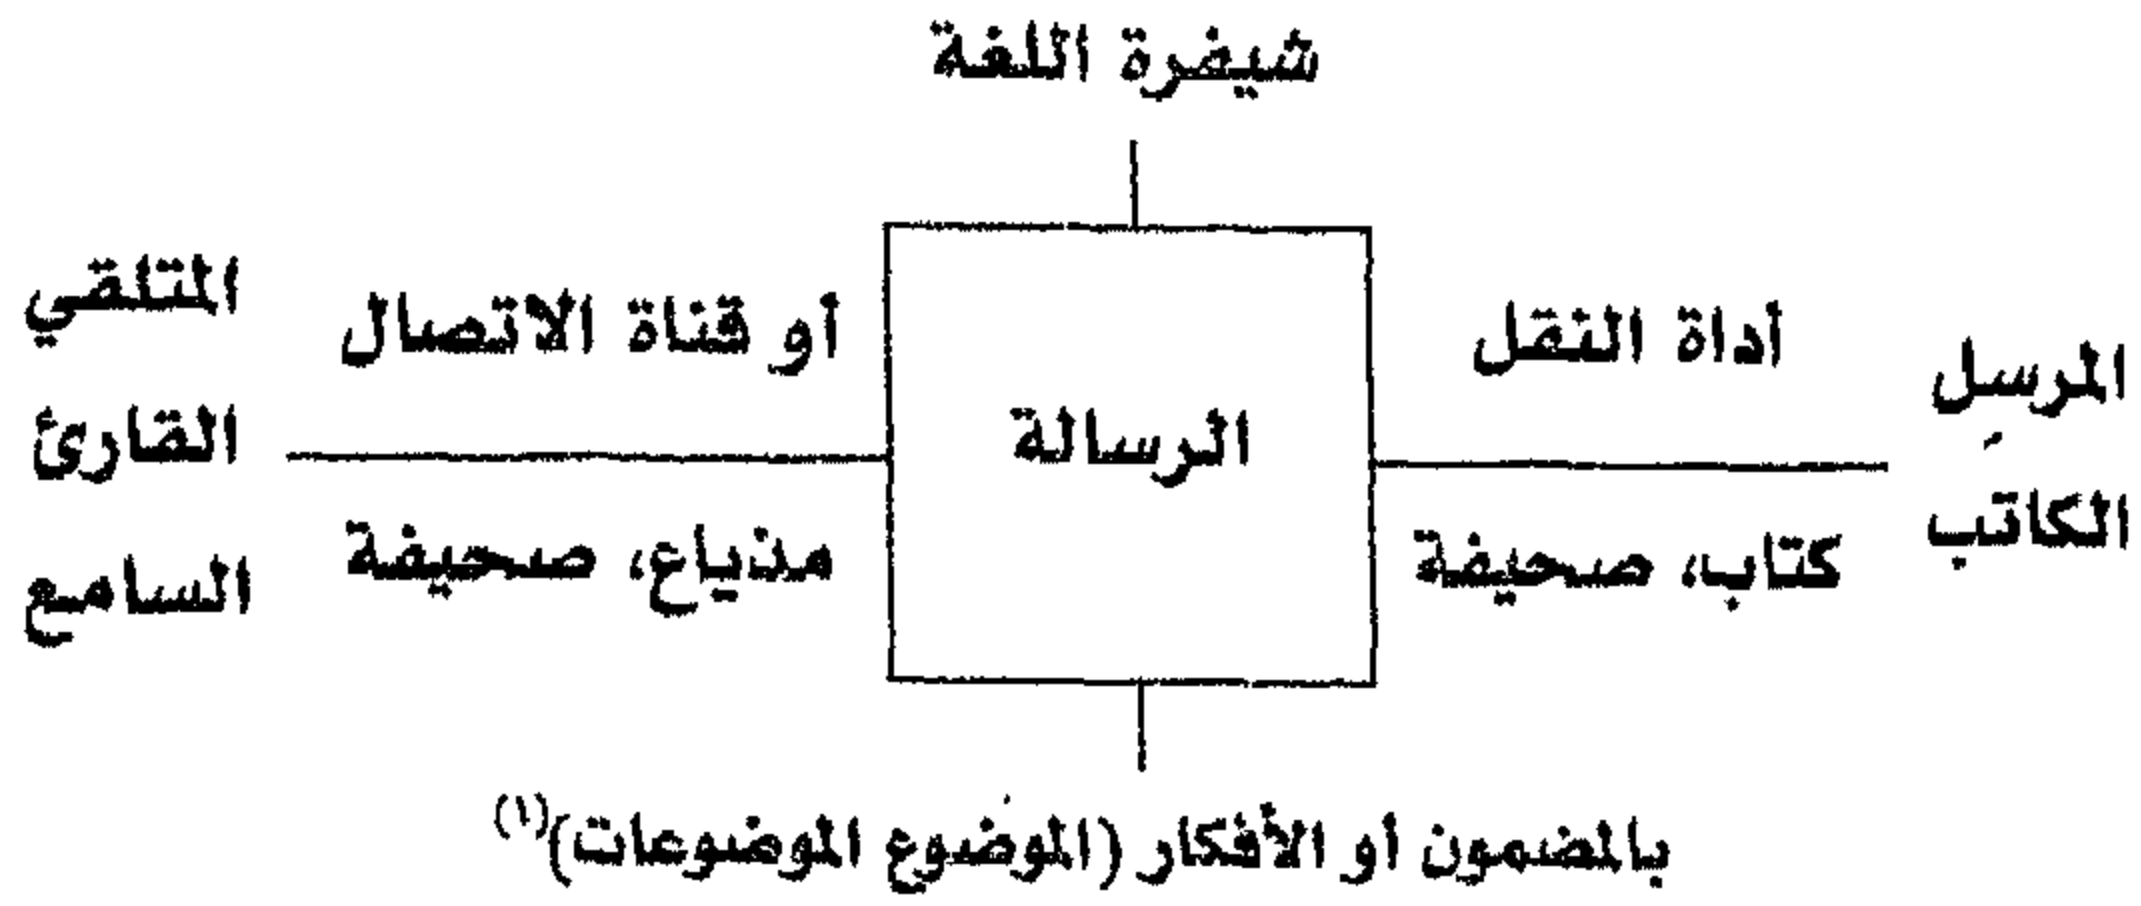 شيفرة اللغة
المرسِل
الكاتب
أداة النقل
كتاب، صحيفة
الرسالة
أو قناة الاتصال
مذياع، صحيفة
المتلقي
القارئ
السامع
بالمضمون أو الأفكار (الموضوع الموضوعات)(١)